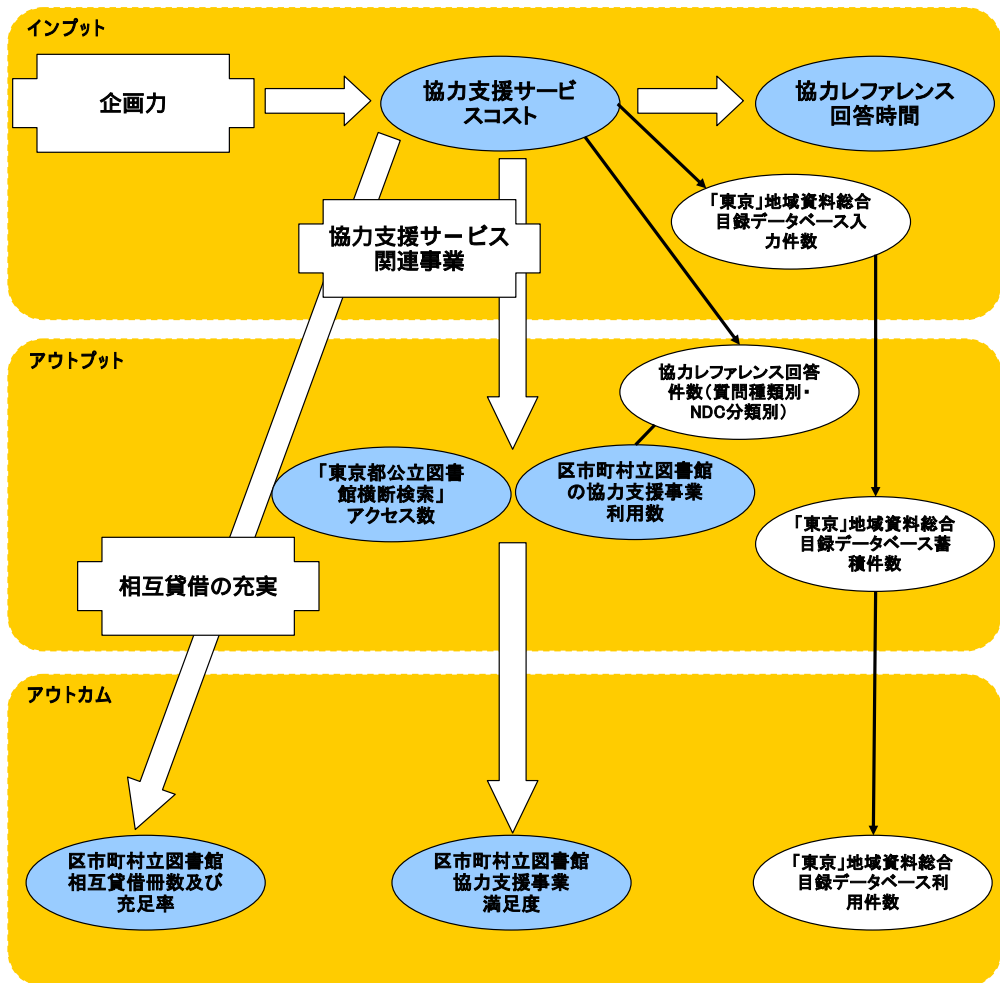 インプット
企画力
協力支援サービ
スコスト
協力レファレンス
回答時間
「東京」地域資料総合
目録データベース入
力件数
協力支援サービス
関連事業
アウトプット
協力レファレンス回答
件数(質問種類別・
NDC分類別)
「東京都公立図書
館横断検索」
アクセス数
区市町村立図書館
の協力支援事業
利用数
「東京」地域資料総合
目録データベース蓄
積件数
相互貸借の充実
アウトカム
区市町村立図書館
相互貸借冊数及び
充足率
区市町村立図書館
協力支援事業
満足度
「東京」地域資料総合
目録データベース利
用件数